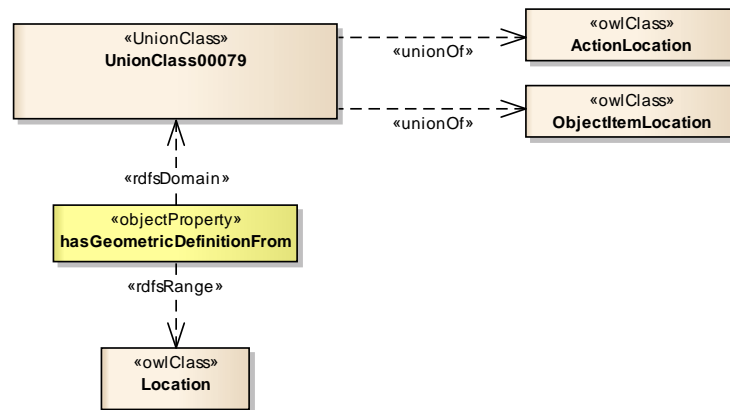 «UnionClass»
UnionClass00079
«unionOf»
«owlClass»
ActionLocation
«unionOf»
«owlClass»
ObjectItemLocation
«rdfsDomain»
«objectProperty»
hasGeometricDefinitionFrom
«rdfsRange»
«owlClass»
Location